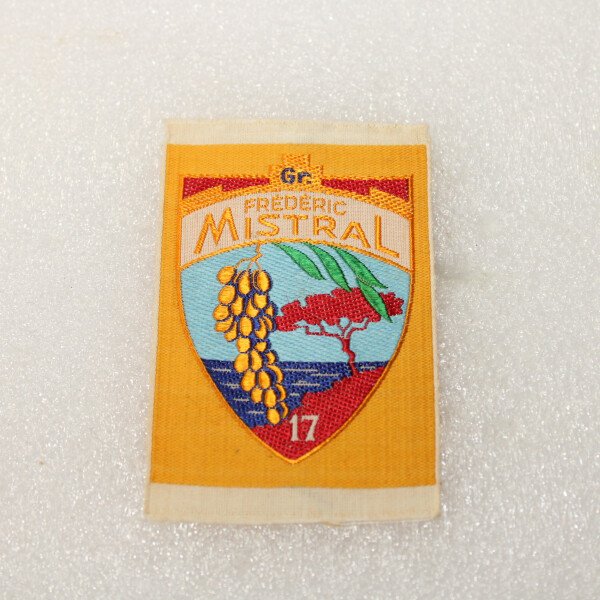 Gr.
FRÉDÉRIC
MISTRAL
17